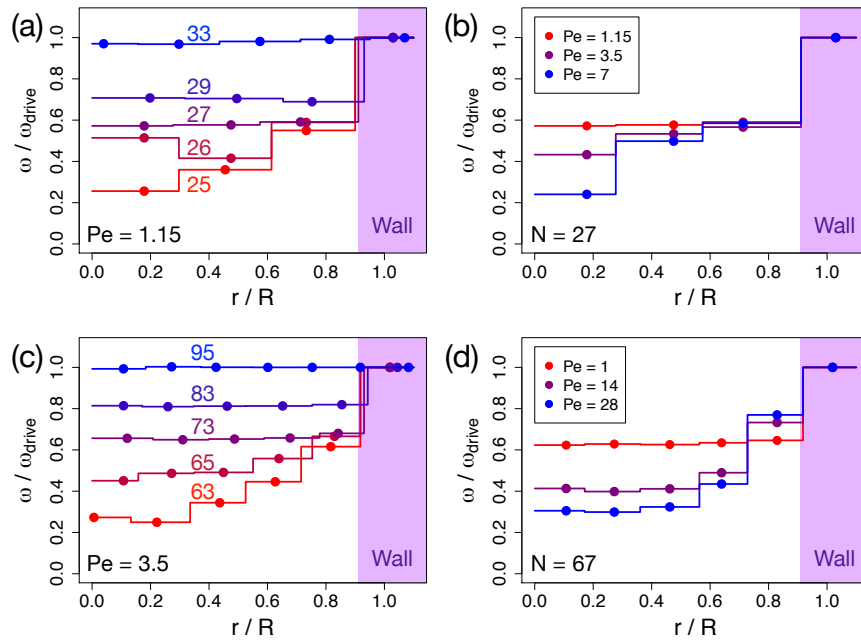 (a)
ω / ω_drive
0.0 0.2 0.4 0.6 0.8 1.0
33
29
27
26
25
Pe = 1.15
Wall
0.0 0.2 0.4 0.6 0.8 1.0
r / R
(b)
ω / ω_drive
0.0 0.2 0.4 0.6 0.8 1.0
Pe = 1.15
Pe = 3.5
Pe = 7
N = 27
Wall
0.0 0.2 0.4 0.6 0.8 1.0
r / R
(c)
ω / ω_drive
0.0 0.2 0.4 0.6 0.8 1.0
95
83
73
65
63
Pe = 3.5
Wall
0.0 0.2 0.4 0.6 0.8 1.0
r / R
(d)
ω / ω_drive
0.0 0.2 0.4 0.6 0.8 1.0
Pe = 1
Pe = 14
Pe = 28
N = 67
Wall
0.0 0.2 0.4 0.6 0.8 1.0
r / R